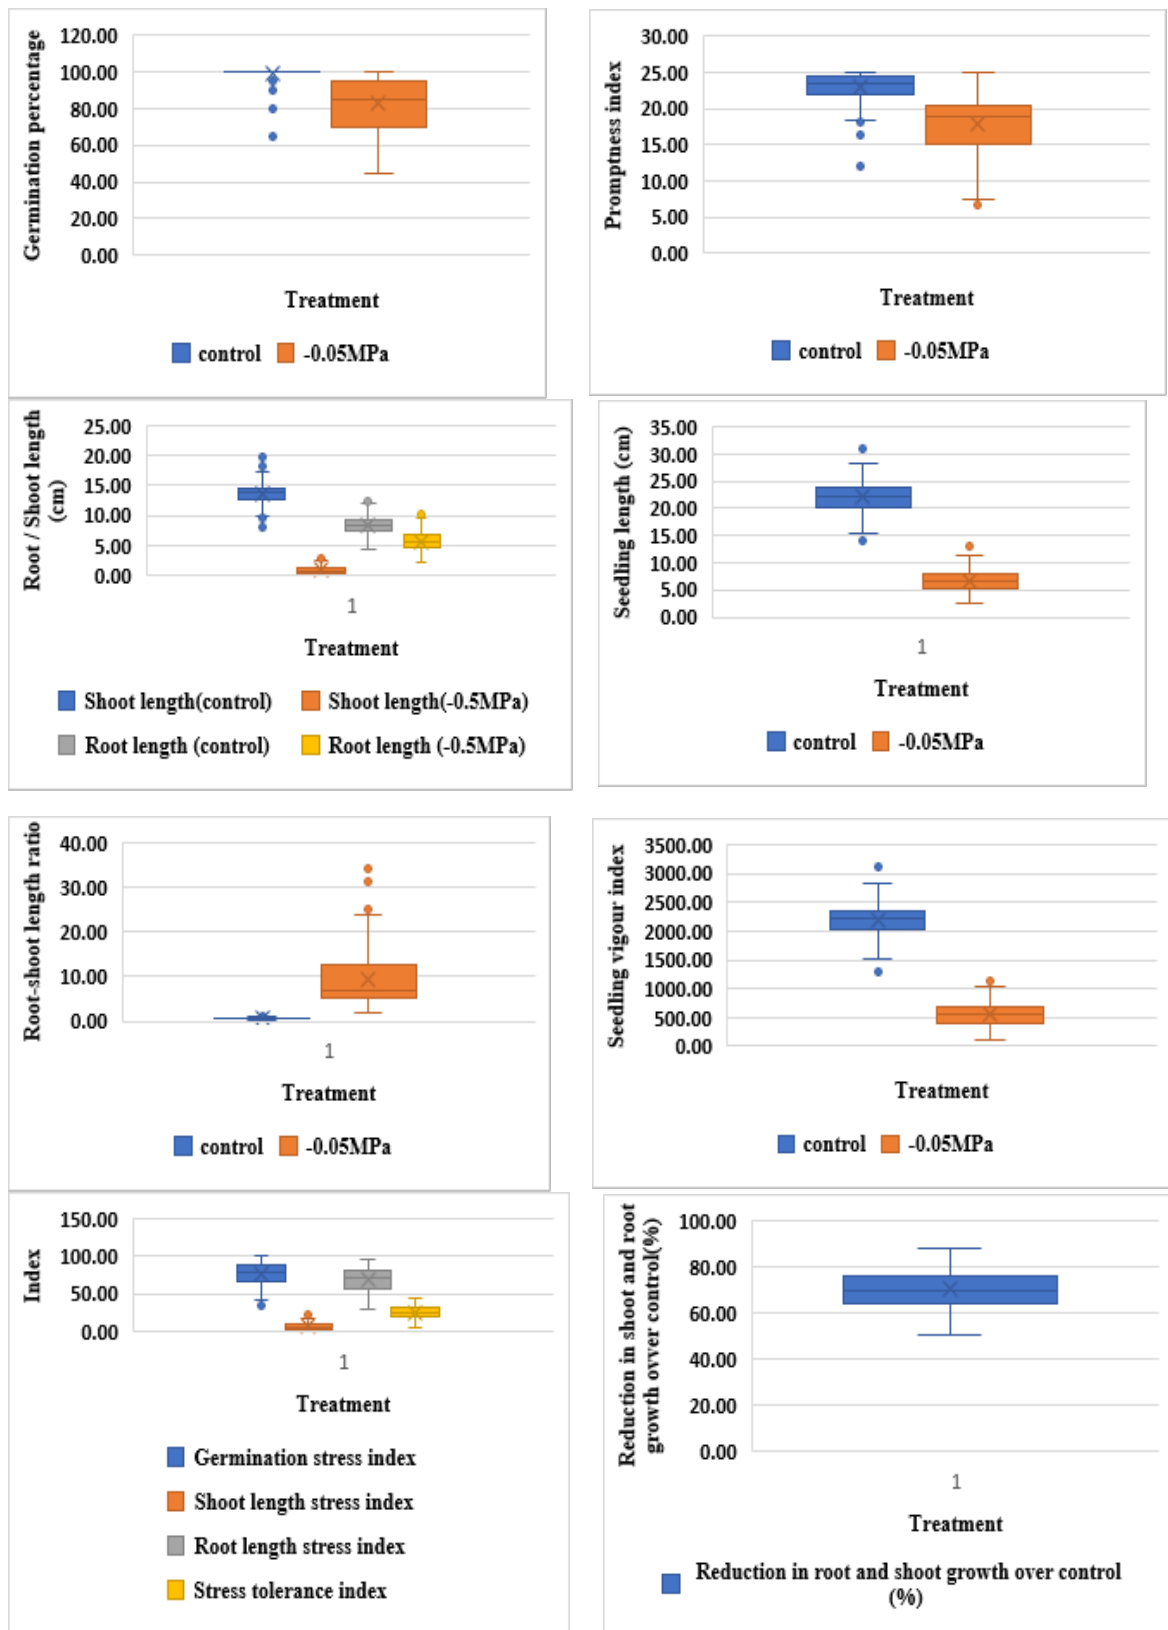 Germination percentage
120.00
100.00
80.00
60.00
40.00
20.00
0.00
Treatment
control -0.05MPa
Promptness index
30.00
25.00
20.00
15.00
10.00
5.00
0.00
Treatment
control -0.05MPa
Root / Shoot length
(cm)
25.00
20.00
15.00
10.00
5.00
0.00
1
Treatment
Shoot length(control) Shoot length(-0.5MPa)
Root length (control) Root length (-0.5MPa)
Seedling length (cm)
35.00
30.00
25.00
20.00
15.00
10.00
5.00
0.00
1
Treatment
control -0.05MPa
Root-shoot length ratio
40.00
30.00
20.00
10.00
0.00
1
Treatment
control -0.05MPa
Seedling vigour index
3500.00
3000.00
2500.00
2000.00
1500.00
1000.00
500.00
0.00
Treatment
control -0.05MPa
Index
150.00
100.00
50.00
0.00
1
Treatment
Germination stress index
Shoot length stress index
Root length stress index
Stress tolerance index
Reduction in shoot and root
growth ovver control(%)
100.00
80.00
60.00
40.00
20.00
0.00
1
Treatment
Reduction in root and shoot growth over control
(%)